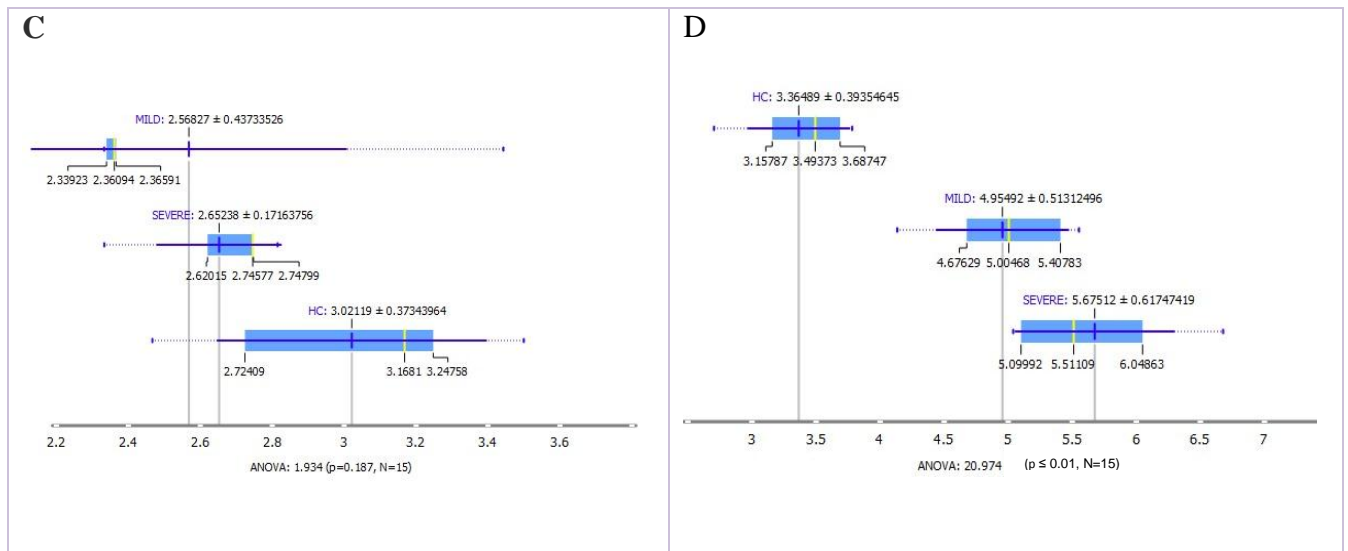 C
MILD: 2.56827 ± 0.43733526
2.33923 2.36094 2.36591
SEVERE: 2.65238 ± 0.17163756
2.62015 2.74577 2.74799
HC: 3.02119 ± 0.37343964
2.72409 3.1681 3.24758
2.2 2.4 2.6 2.8 3 3.2 3.4 3.6
ANOVA: 1.934 (p=0.187, N=15)
D
HC: 3.36489 ± 0.39354645
3.15787 3.49373 3.68747
MILD: 4.95492 ± 0.51312496
4.67629 5.00468 5.40783
SEVERE: 5.67512 ± 0.61747419
5.09992 5.51109 6.04863
3 3.5 4 4.5 5 5.5 6 6.5 7
ANOVA: 20.974 (p ≤ 0.01, N=15)